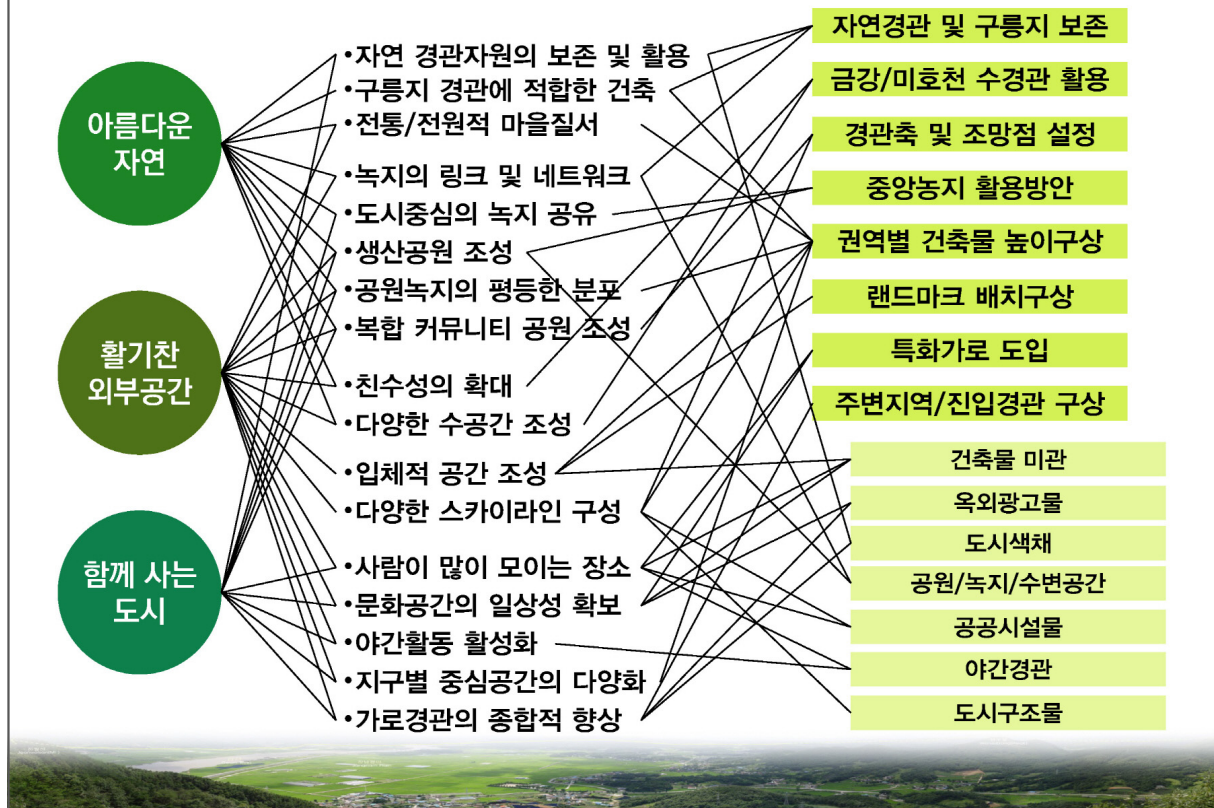 아름다운
자연
활기찬
외부공간
함께 사는
도시
•자연 경관자원의 보존 및 활용
•구릉지 경관에 적합한 건축
•전통/전원적 마을질서
•녹지의 링크 및 네트워크
•도시중심의 녹지 공유
•생산공원 조성
•공원녹지의 평등한 분포
•복합 커뮤니티 공원 조성
•친수성의 확대
•다양한 수공간 조성
•입체적 공간 조성
•다양한 스카이라인 구성
•사람이 많이 모이는 장소
•문화공간의 일상성 확보
•야간활동 활성화
•지구별 중심공간의 다양화
•가로경관의 종합적 향상
자연경관 및 구릉지 보존
금강/미호천 수경관 활용
경관축 및 조망점 설정
중앙농지 활용방안
권역별 건축물 높이구상
랜드마크 배치구상
특화가로 도입
주변지역/진입경관 구상
건축물 미관
옥외광고물
도시색채
공원/녹지/수변공간
공공시설물
야간경관
도시구조물